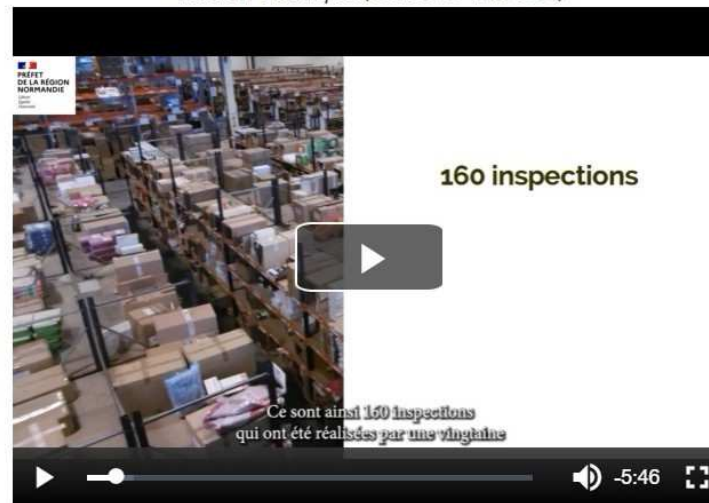 PRÉFET
DE LA RÉGION
NORMANDIE
160 inspections
Ce sont ainsi 160 inspections
qui ont été réalisées par une vingtaine
-5:46